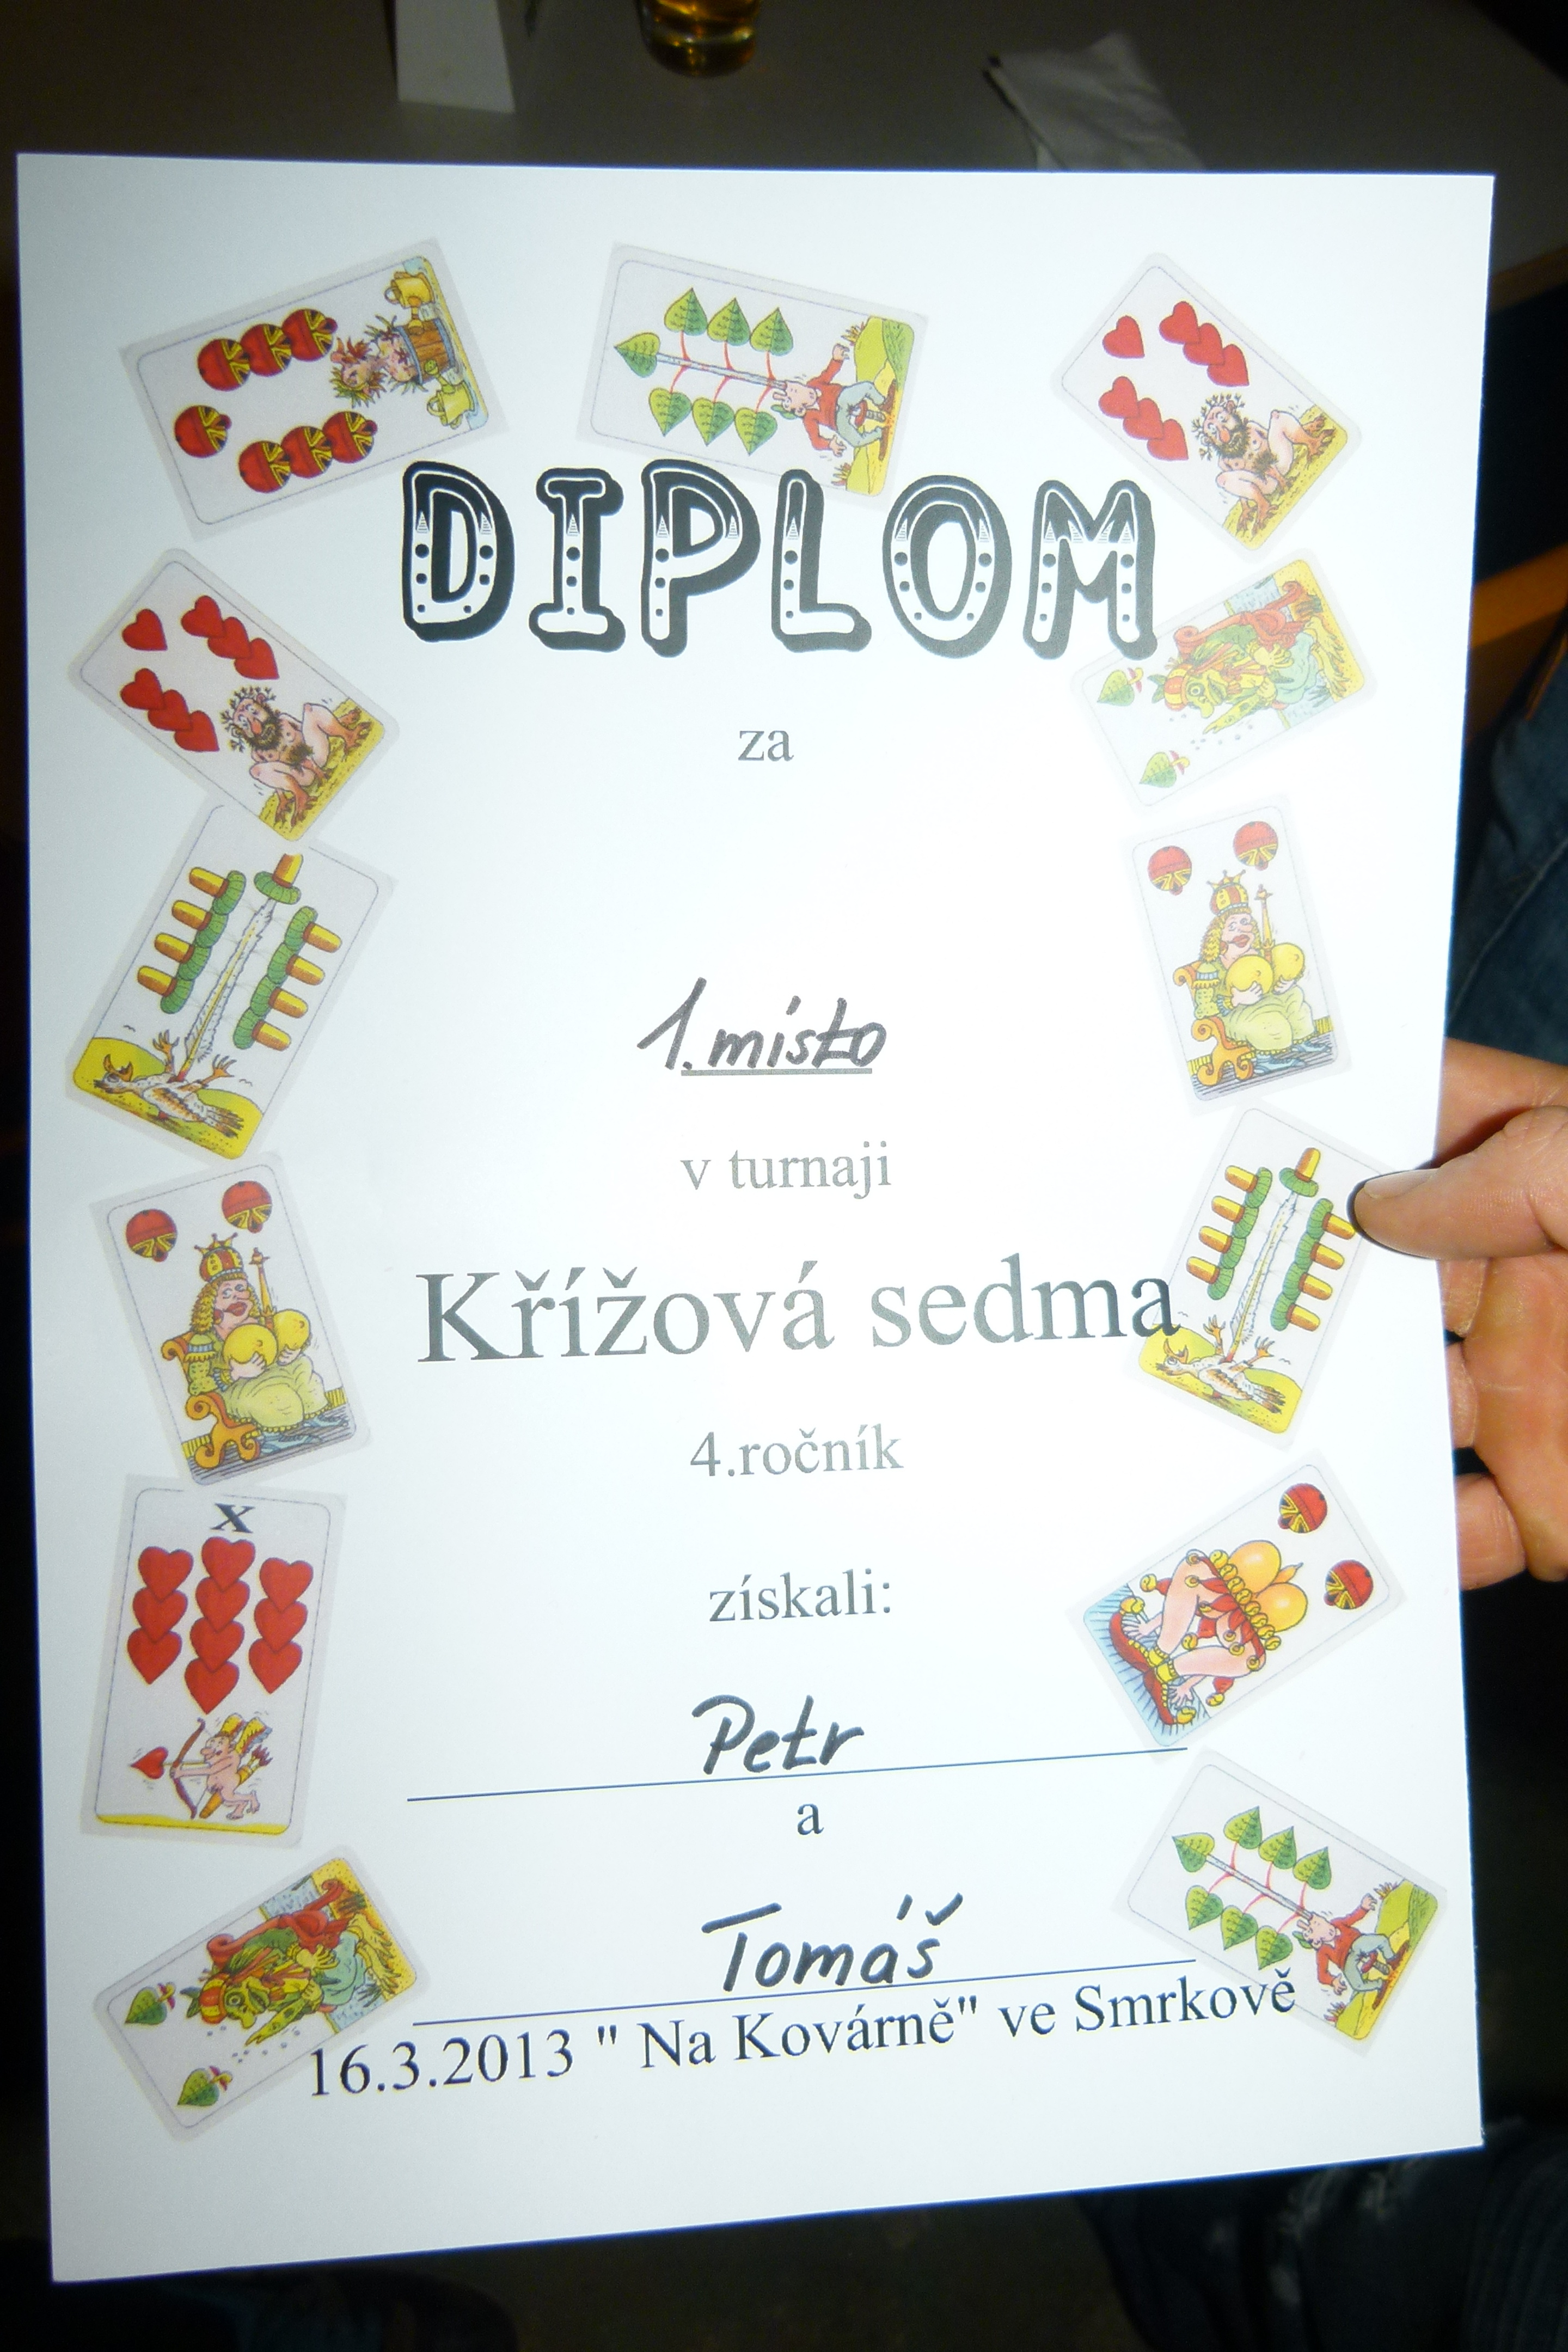 DIPLOM
za
1. místo
v turnaji
Křížová sedma
4.ročník
získali:
X
Petr
a
Tomáš
16.3.2013 " Na Kovárně" ve Smrkově